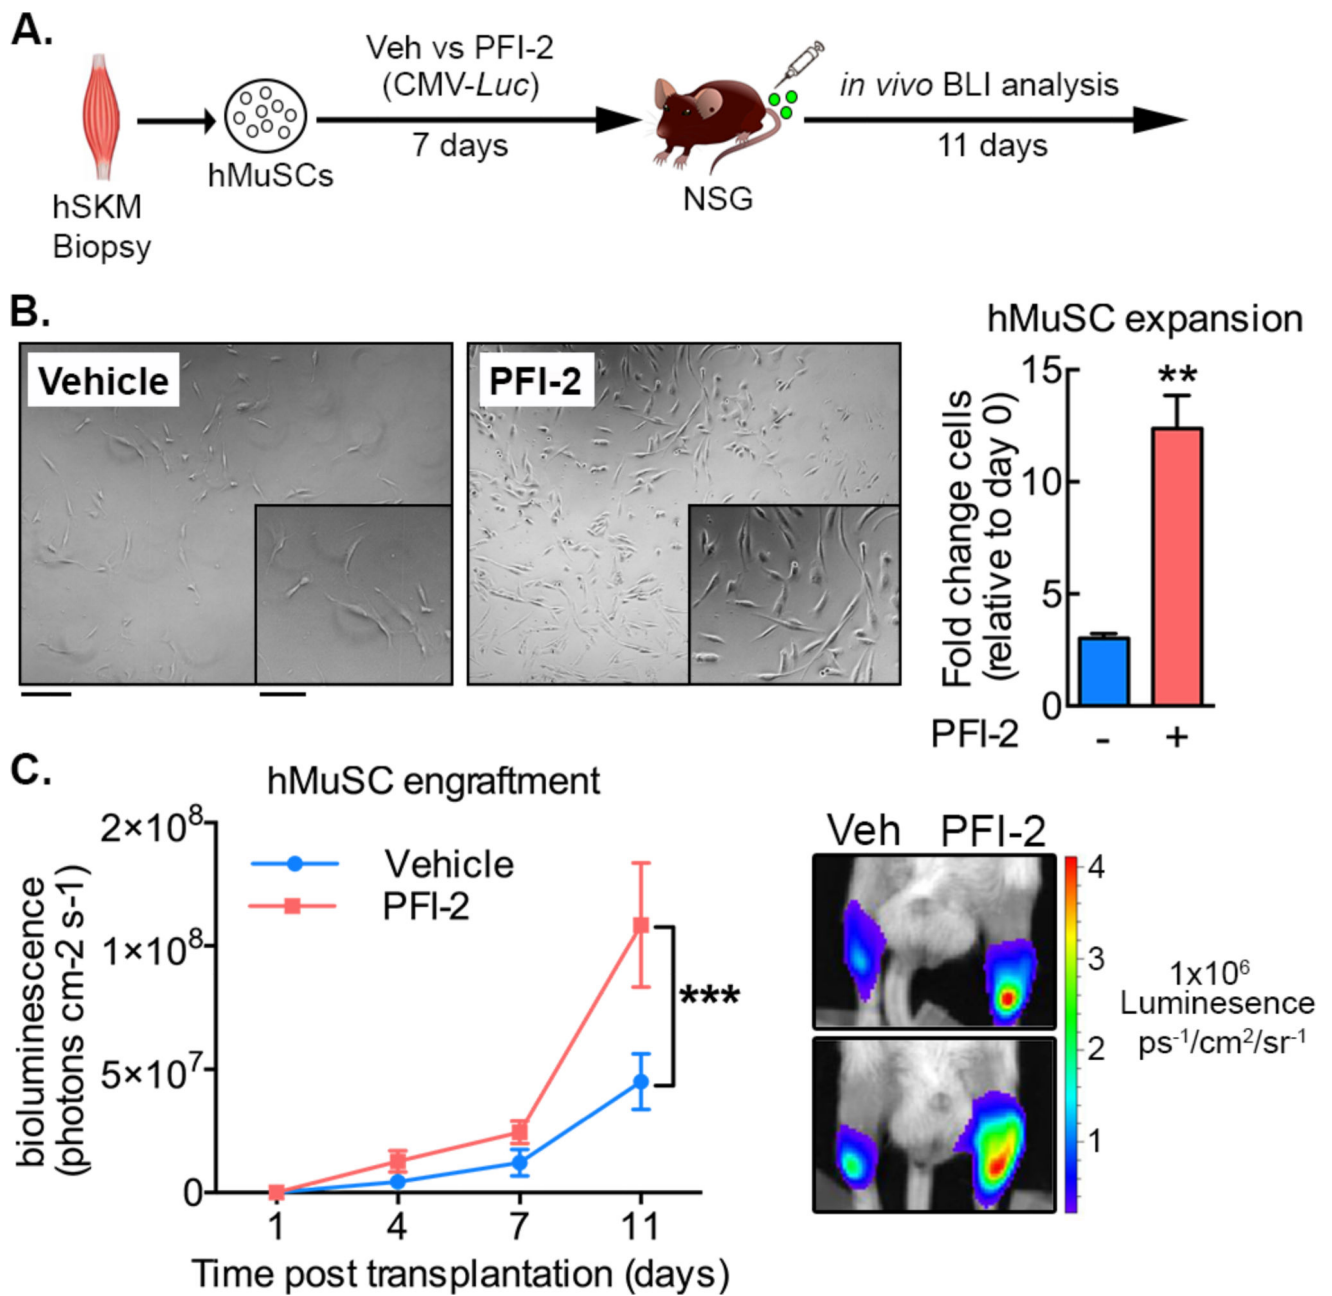 A.
Veh vs PFI-2
(CMV-Luc)
7 days
in vivo BLI analysis
11 days
hMuSCs
NSG
hSKM
Biopsy
B.
Vehicle
PFI-2
hMuSC expansion
Fold change cells
(relative to day 0)
15
10
5
0
**
PFI-2 - +
C.
hMuSC engraftment
bioluminescence
(photons cm-2 s-1)
2×10⁸
1×10⁸
5×10⁷
0
Vehicle
PFI-2
***
1 4 7 11
Time post transplantation (days)
Veh PFI-2
4
3
2
1
1x10⁶
Luminesence
ps⁻¹/cm²/sr⁻¹